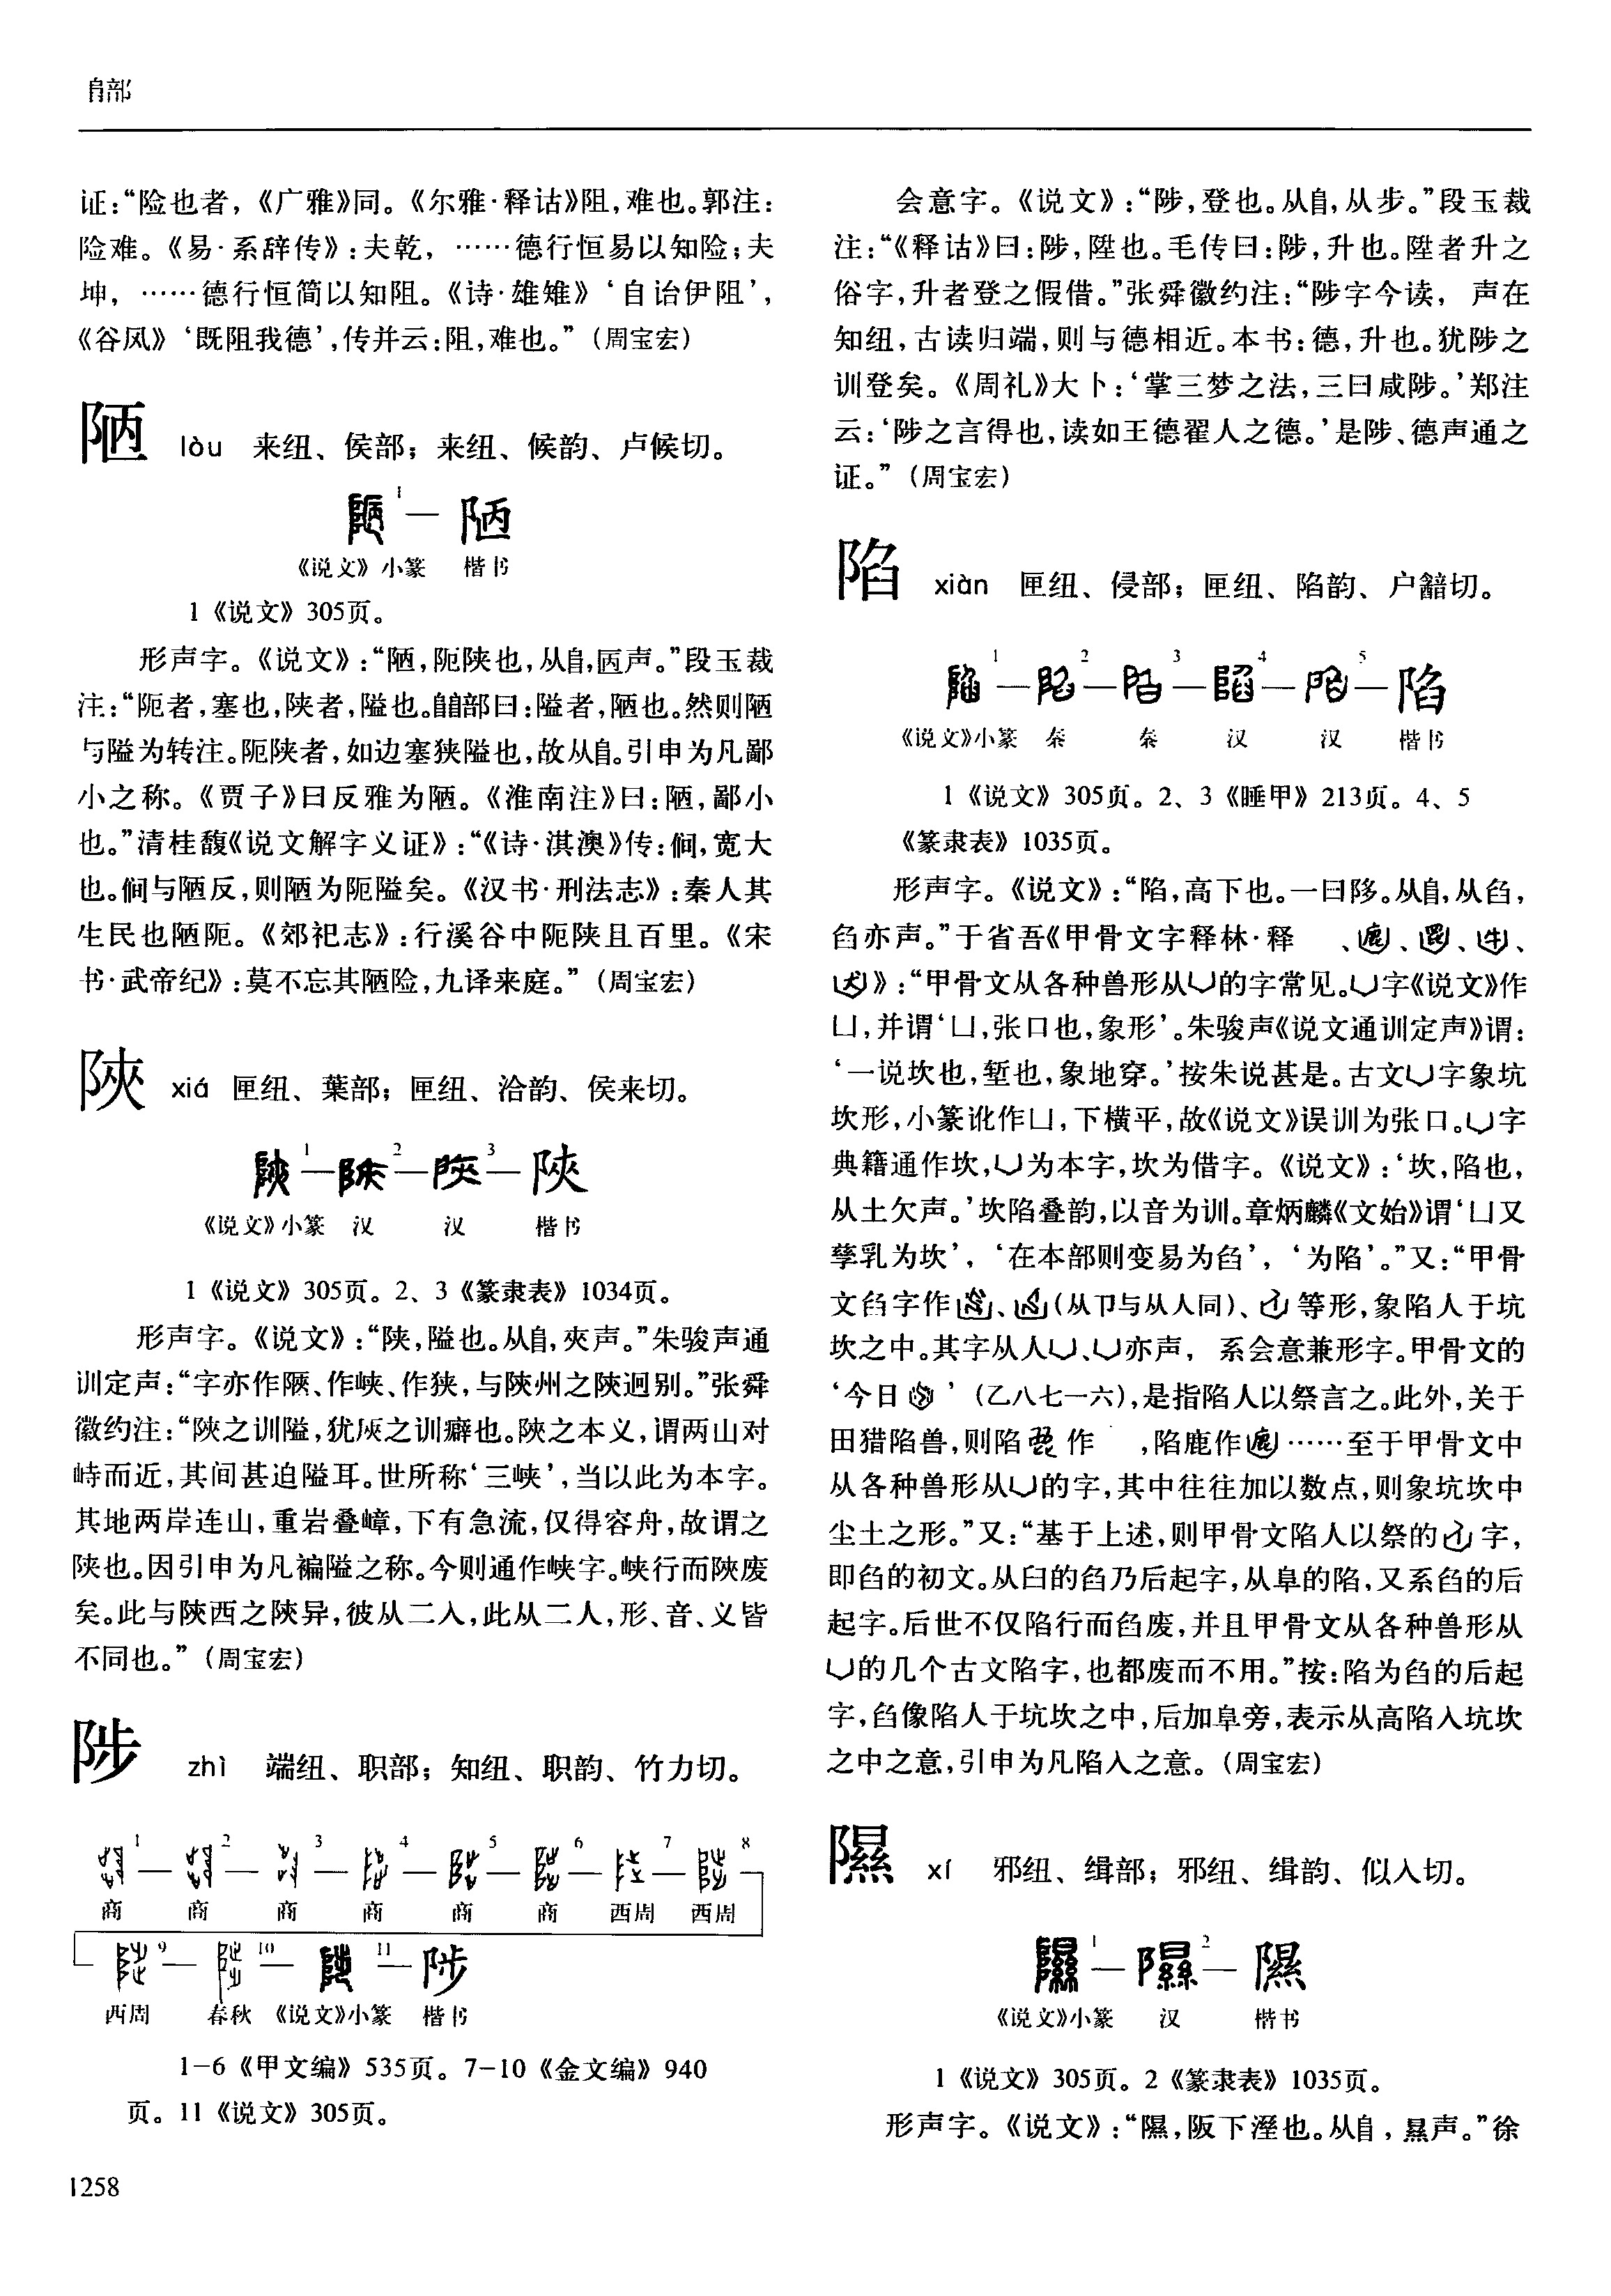 𨸏部
证：“险也者，《广雅》同。《尔雅·释诂》阻，难也。郭注：
险难。《易·系辞传》：夫乾，……德行恒易以知险；夫
坤，……德行恒简以知阻。《诗·雄雉》‘自诒伊阻’，
《谷风》‘既阻我德’，传并云：阻，难也。”（周宝宏）
陋 lòu 来纽、侯部；来纽、候韵、卢候切。
1
— 陋
《说文》小篆 楷书
1《说文》305页。
形声字。《说文》：“陋，阨陕也，从𨸏，㔷声。”段玉裁
注：“阨者，塞也，陕者，隘也。𨺅部曰：隘者，陋也。然则陋
与隘为转注。阨陕者，如边塞狭隘也，故从𨸏。引申为凡鄙
小之称。《贾子》曰反雅为陋。《淮南注》曰：陋，鄙小
也。”清桂馥《说文解字义证》：“《诗·淇澳》传：僩，宽大
也。僩与陋反，则陋为阨隘矣。《汉书·刑法志》：秦人其
生民也陋阨。《郊祀志》：行溪谷中阨陕且百里。《宋
书·武帝纪》：莫不忘其陋险，九译来庭。”（周宝宏）
陜 xiá 匣纽、葉部；匣纽、洽韵、侯夹切。
1 2 3
— — — 陜
《说文》小篆 汉 汉 楷书
1《说文》305页。2、3《篆隶表》1034页。
形声字。《说文》：“陕，隘也。从𨸏，夾声。”朱骏声通
训定声：“字亦作陿、作峡、作狭，与陝州之陝迥别。”张舜
徽约注：“陜之训隘，犹㾜之训癖也。陜之本义，谓两山对
峙而近，其间甚迫隘耳。世所称‘三峡’，当以此为本字。
其地两岸连山，重岩叠嶂，下有急流，仅得容舟，故谓之
陕也。因引申为凡褊隘之称。今则通作峡字。峡行而陜废
矣。此与陝西之陝异，彼从二入，此从二人，形、音、义皆
不同也。”（周宝宏）
陟 zhì 端纽、职部；知纽、职韵、竹力切。
1 2 3 4 5 6 7 8
商 商 商 商 商 商 西周 西周
9 10 11
— — — 陟
西周 春秋 《说文》小篆 楷书
1-6《甲文编》535页。7-10《金文编》940
页。11《说文》305页。
会意字。《说文》：“陟，登也。从𨸏，从步。”段玉裁
注：“《释诂》曰：陟，陞也。毛传曰：陟，升也。陞者升之
俗字，升者登之假借。”张舜徽约注：“陟字今读，声在
知纽，古读归端，则与德相近。本书：德，升也。犹陟之
训登矣。《周礼》大卜：‘掌三梦之法，三曰咸陟。’郑注
云：‘陟之言得也，读如王德翟人之德。’是陟、德声通之
证。”（周宝宏）
陷 xiàn 匣纽、侵部；匣纽、陷韵、户韽切。
1 2 3 4 5
— — — — — 陷
《说文》小篆 秦 秦 汉 汉 楷书
1《说文》305页。2、3《睡甲》213页。4、5
《篆隶表》1035页。
形声字。《说文》：“陷，高下也。一曰陊。从𨸏，从臽，
臽亦声。”于省吾《甲骨文字释林·释 、 、 、 、
》：“甲骨文从各种兽形从凵的字常见。凵字《说文》作
凵，并谓‘凵，张口也，象形’。朱骏声《说文通训定声》谓：
‘一说坎也，堑也，象地穿。’按朱说甚是。古文凵字象坑
坎形，小篆讹作凵，下横平，故《说文》误训为张口。凵字
典籍通作坎，凵为本字，坎为借字。《说文》：‘坎，陷也，
从土欠声。’坎陷叠韵，以音为训。章炳麟《文始》谓‘凵又
孳乳为坎’，‘在本部则变易为臽’，‘为陷’。”又：“甲骨
文臽字作 、 （从卩与从人同）、 等形，象陷人于坑
坎之中。其字从人凵、凵亦声，系会意兼形字。甲骨文的
‘今日 ’（乙八七一六），是指陷人以祭言之。此外，关于
田猎陷兽，则陷 作 ，陷鹿作 ……至于甲骨文中
从各种兽形从凵的字，其中往往加以数点，则象坑坎中
尘土之形。”又：“基于上述，则甲骨文陷人以祭的 字，
即臽的初文。从臼的臽乃后起字，从阜的陷，又系臽的后
起字。后世不仅陷行而臽废，并且甲骨文从各种兽形从
凵的几个古文陷字，也都废而不用。”按：陷为臽的后起
字，臽像陷人于坑坎之中，后加阜旁，表示从高陷入坑坎
之中之意，引申为凡陷入之意。（周宝宏）
隰 xí 邪纽、缉部；邪纽、缉韵、似入切。
1 2
— — 隰
《说文》小篆 汉 楷书
1《说文》305页。2《篆隶表》1035页。
形声字。《说文》：“隰，阪下溼也。从𨸏，㬎声。”徐
1258